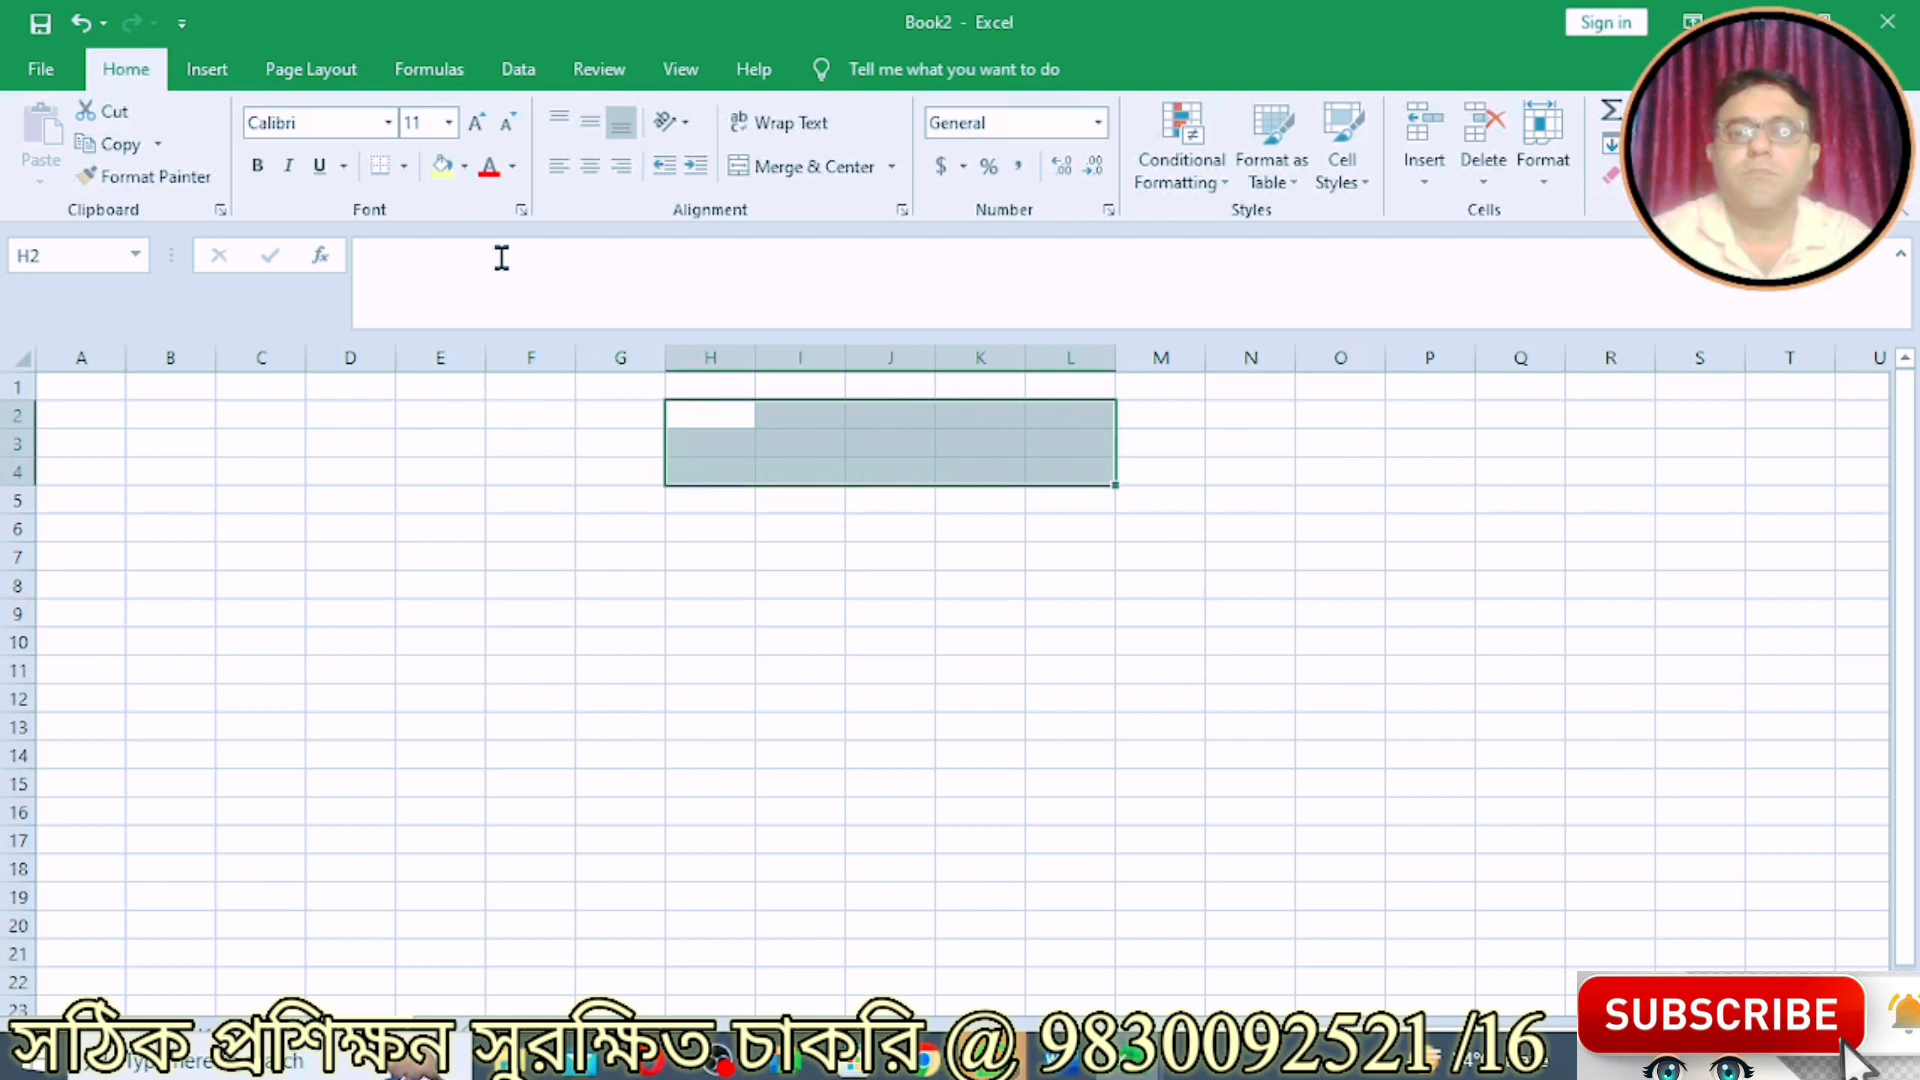 Book2 - Excel
Sign in
File Home Insert Page Layout Formulas Data Review View Help Tell me what you want to do
Cut
Copy
Format Painter
Paste
Clipboard
Calibri 11
B I U
Font
Wrap Text
Merge & Center
Alignment
General
$ % ,
Number
Conditional Formatting
Format as Table
Cell Styles
Styles
Insert Delete Format
Cells
H2
fx
A B C D E F G H I J K L M N O P Q R S T U
1
2
3
4
5
6
7
8
9
10
11
12
13
14
15
16
17
18
19
20
21
22
23
সঠিক প্রশিক্ষন সুরক্ষিত চাকরি @ 9830092521 /16
SUBSCRIBE